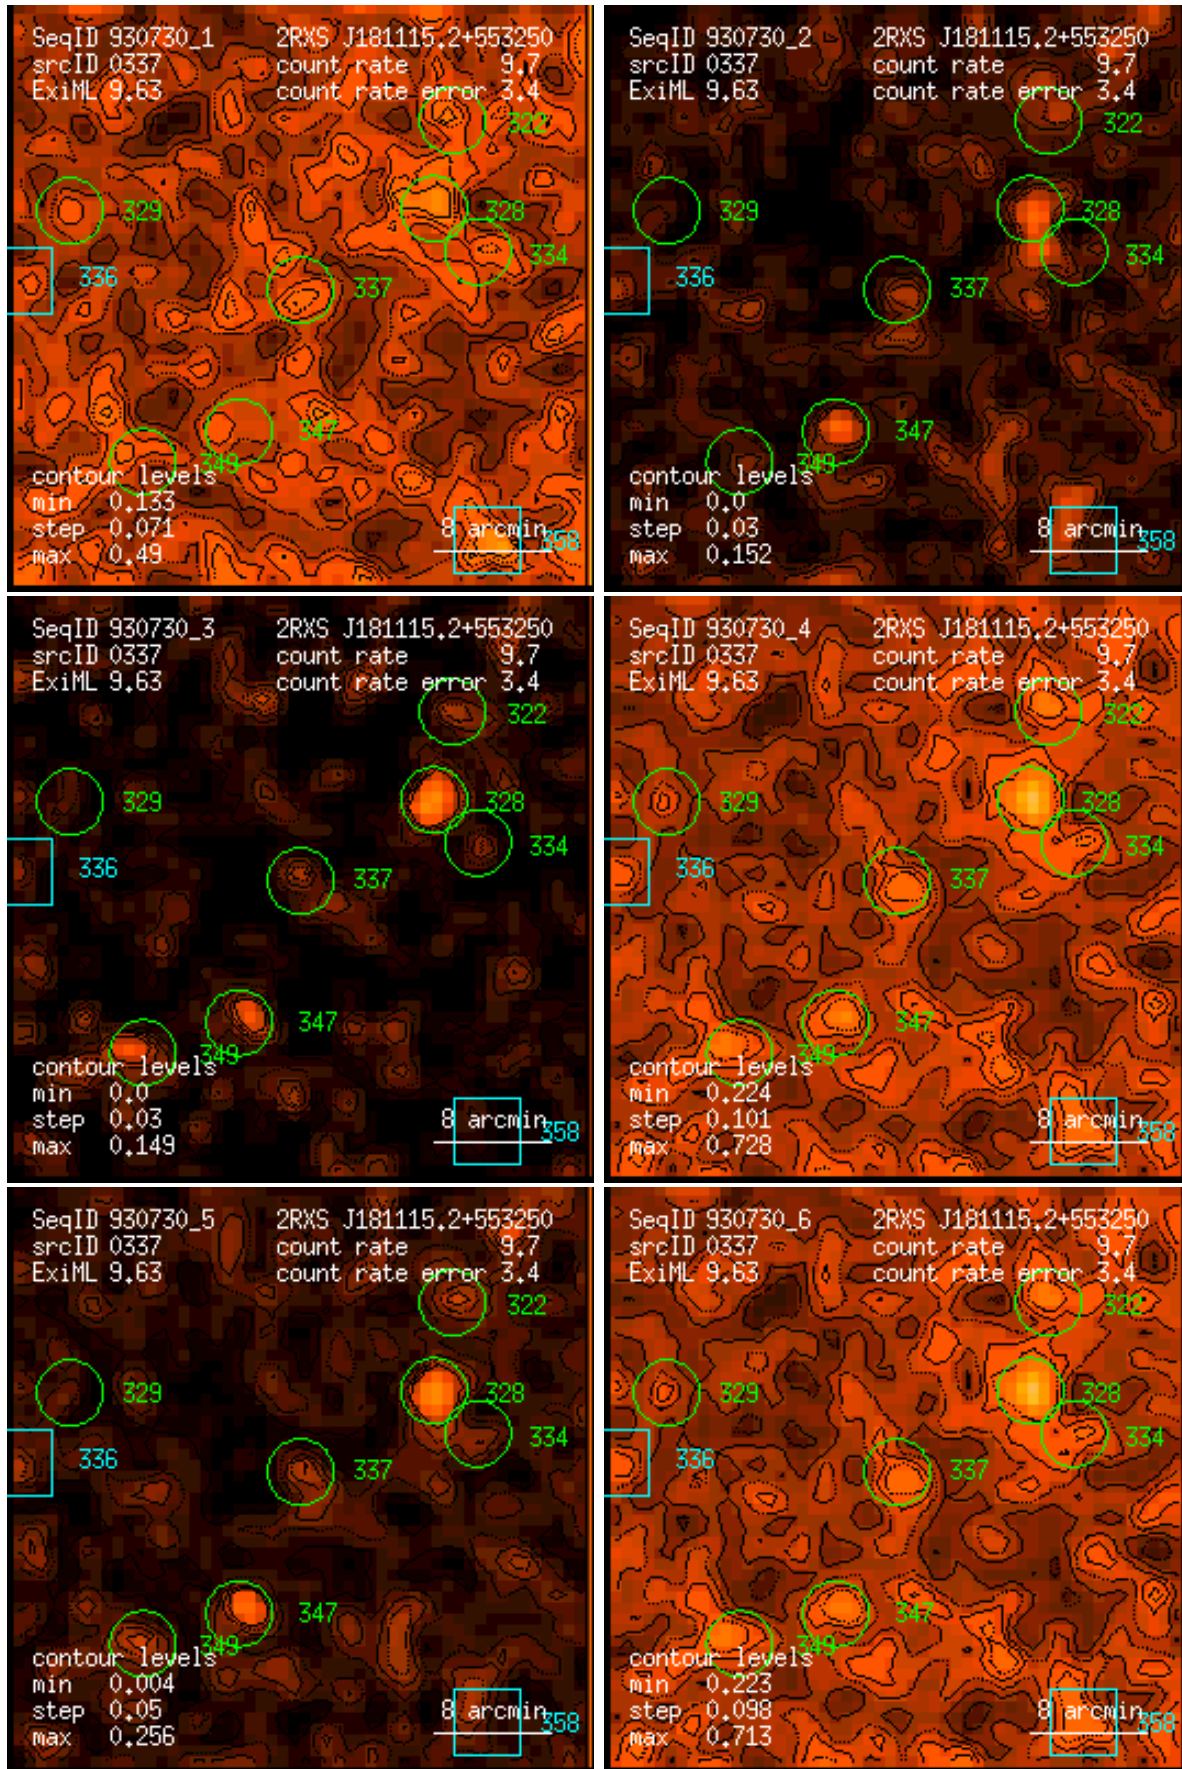 SeqID 930730_1 2RXS J181115.2+553250
srcID 0337 count rate 9.7
ExiML 9.63 count rate error 3.4
322
329
328
334
336
337
347
349
contour levels
min 0.133
step 0.071
max 0.49
8 arcmin
358
SeqID 930730_2 2RXS J181115.2+553250
srcID 0337 count rate 9.7
ExiML 9.63 count rate error 3.4
322
329
328
334
336
337
347
349
contour levels
min 0.0
step 0.03
max 0.152
8 arcmin
358
SeqID 930730_3 2RXS J181115.2+553250
srcID 0337 count rate 9.7
ExiML 9.63 count rate error 3.4
322
329
328
334
336
337
347
349
contour levels
min 0.0
step 0.03
max 0.149
8 arcmin
358
SeqID 930730_4 2RXS J181115.2+553250
srcID 0337 count rate 9.7
ExiML 9.63 count rate error 3.4
322
329
328
334
336
337
347
349
contour levels
min 0.224
step 0.101
max 0.728
8 arcmin
358
SeqID 930730_5 2RXS J181115.2+553250
srcID 0337 count rate 9.7
ExiML 9.63 count rate error 3.4
322
329
328
334
336
337
347
349
contour levels
min 0.004
step 0.05
max 0.256
8 arcmin
358
SeqID 930730_6 2RXS J181115.2+553250
srcID 0337 count rate 9.7
ExiML 9.63 count rate error 3.4
322
329
328
334
336
337
347
349
contour levels
min 0.223
step 0.098
max 0.713
8 arcmin
358